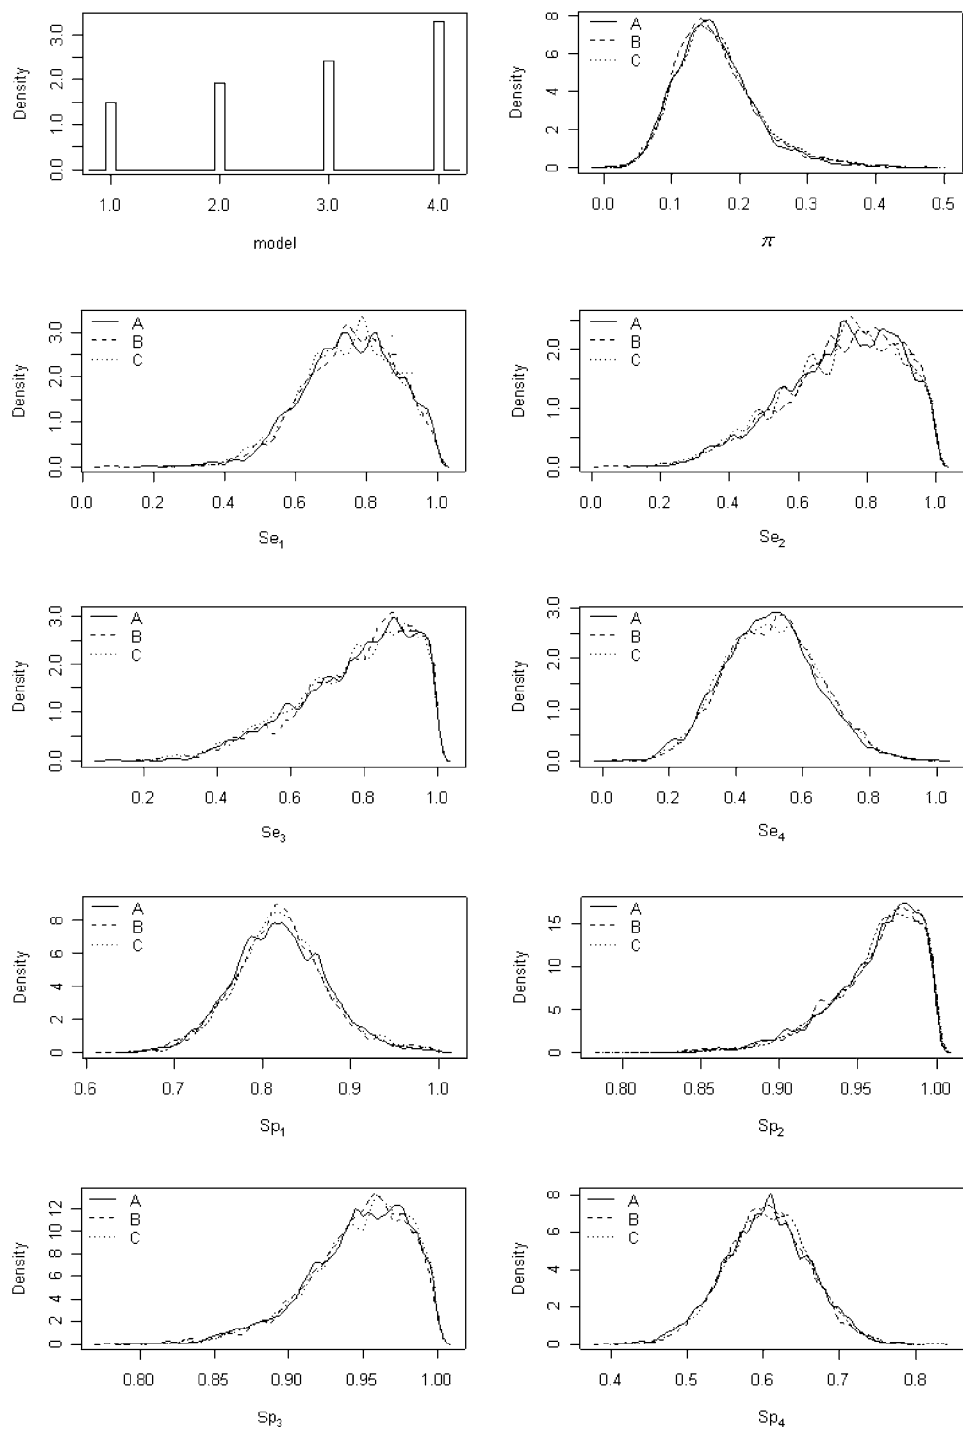 Density
0.0 1.0 2.0 3.0
1.0 2.0 3.0 4.0
model
A
B
C
Density
0 2 4 6 8
0.0 0.1 0.2 0.3 0.4 0.5
π
A
B
C
Density
0.0 1.0 2.0 3.0
0.0 0.2 0.4 0.6 0.8 1.0
Se1
A
B
C
Density
0.0 1.0 2.0
0.0 0.2 0.4 0.6 0.8 1.0
Se2
A
B
C
Density
0.0 1.0 2.0 3.0
0.2 0.4 0.6 0.8 1.0
Se3
A
B
C
Density
0.0 1.0 2.0 3.0
0.0 0.2 0.4 0.6 0.8 1.0
Se4
A
B
C
Density
0 2 4 6 8
0.6 0.7 0.8 0.9 1.0
Sp1
A
B
C
Density
0 5 10 15
0.80 0.85 0.90 0.95 1.00
Sp2
A
B
C
Density
0 2 4 6 8 10 12
0.80 0.85 0.90 0.95 1.00
Sp3
A
B
C
Density
0 2 4 6 8
0.4 0.5 0.6 0.7 0.8
Sp4